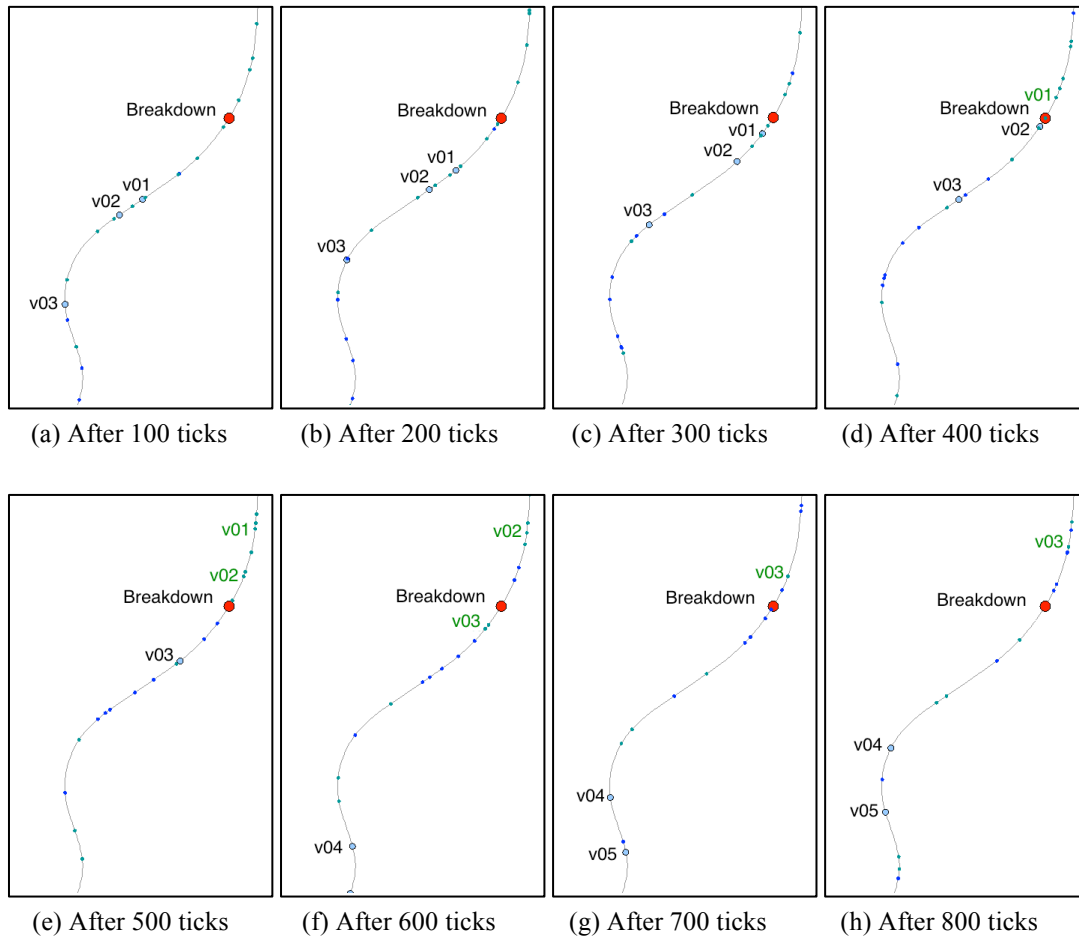 Breakdown
v01
v02
v03
Breakdown
v01
v02
v03
Breakdown
v01
v02
v03
v01
Breakdown
v02
v03
(a) After 100 ticks
(b) After 200 ticks
(c) After 300 ticks
(d) After 400 ticks
v01
v02
Breakdown
v03
v02
Breakdown
v03
v04
v03
Breakdown
v04
v05
v03
Breakdown
v04
v05
(e) After 500 ticks
(f) After 600 ticks
(g) After 700 ticks
(h) After 800 ticks